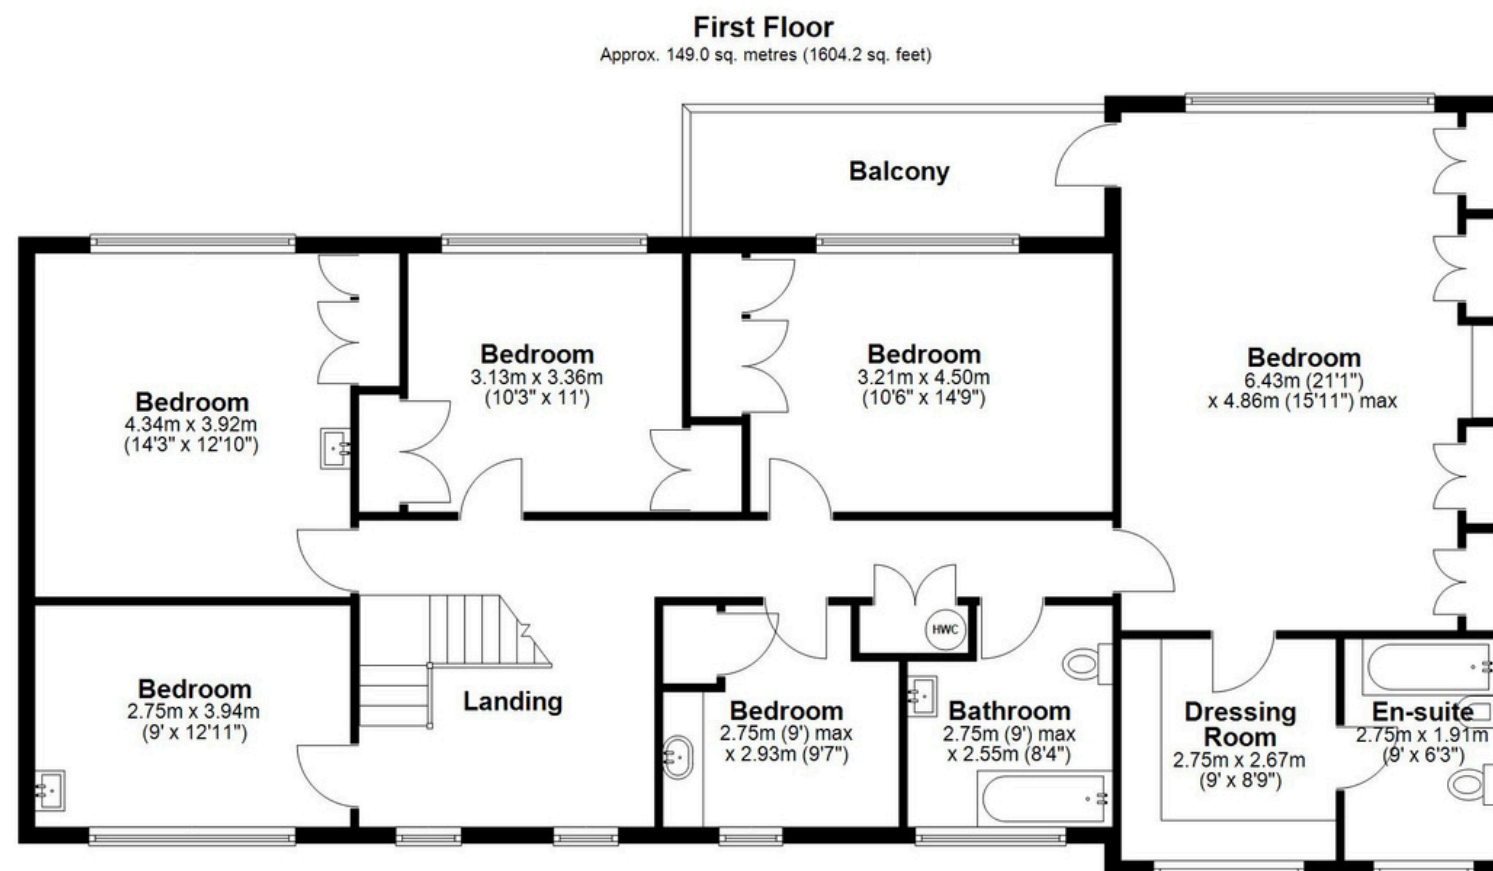 First Floor
Approx. 149.0 sq. metres (1604.2 sq. feet)
Balcony
Bedroom
4.34m x 3.92m
(14'3" x 12'10")
Bedroom
3.13m x 3.36m
(10'3" x 11')
Bedroom
3.21m x 4.50m
(10'6" x 14'9")
Bedroom
6.43m (21'1")
x 4.86m (15'11") max
HWC
Bedroom
2.75m x 3.94m
(9' x 12'11")
Landing
Bedroom
2.75m (9') max
x 2.93m (9'7")
Bathroom
2.75m (9') max
x 2.55m (8'4")
Dressing
Room
2.75m x 2.67m
(9' x 8'9")
En-suite
2.75m x 1.91m
(9' x 6'3")